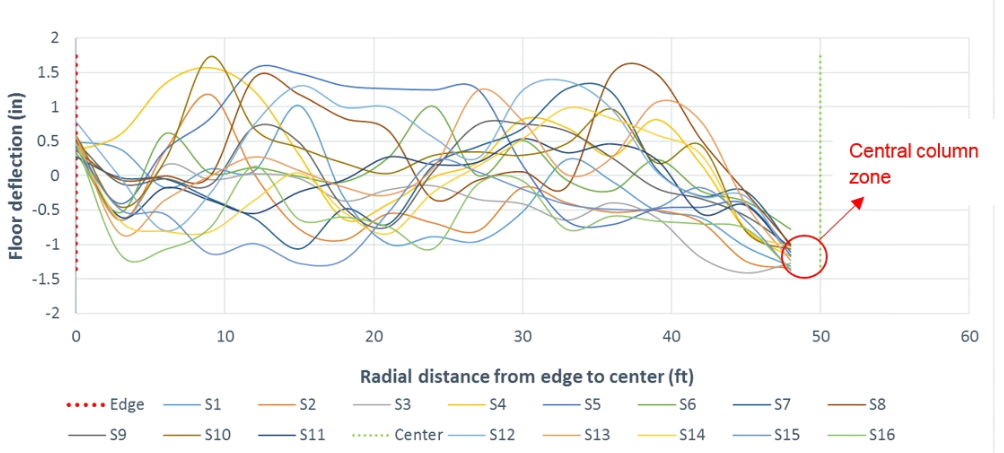 2
1.5
1
0.5
0
-0.5
-1
-1.5
-2
Floor deflection (in)
Central column
zone
0 10 20 30 40 50 60
Radial distance from edge to center (ft)
Edge S1 S2 S3 S4 S5 S6 S7 S8
S9 S10 S11 Center S12 S13 S14 S15 S16